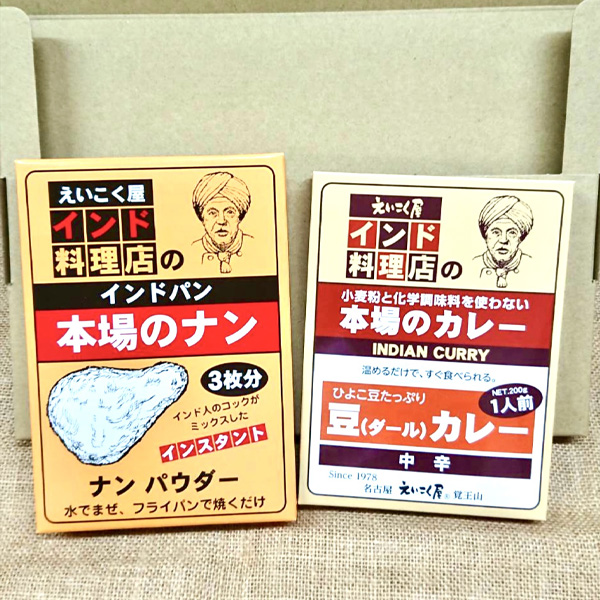 えいこく屋
インド
料理店の
インドパン
本場のナン
3枚分
インド人のコックが
ミックスした
インスタント
ナン パウダー
水でまぜ、フライパンで焼くだけ
えいこく屋
インド
料理店の
小麦粉と化学調味料を使わない
本場のカレー
INDIAN CURRY
温めるだけで、すぐ食べられる。
NET.200g
1人前
ひよこ豆たっぷり
豆(ダール)カレー
中辛
Since 1978
名古屋 えいこく屋® 覚王山